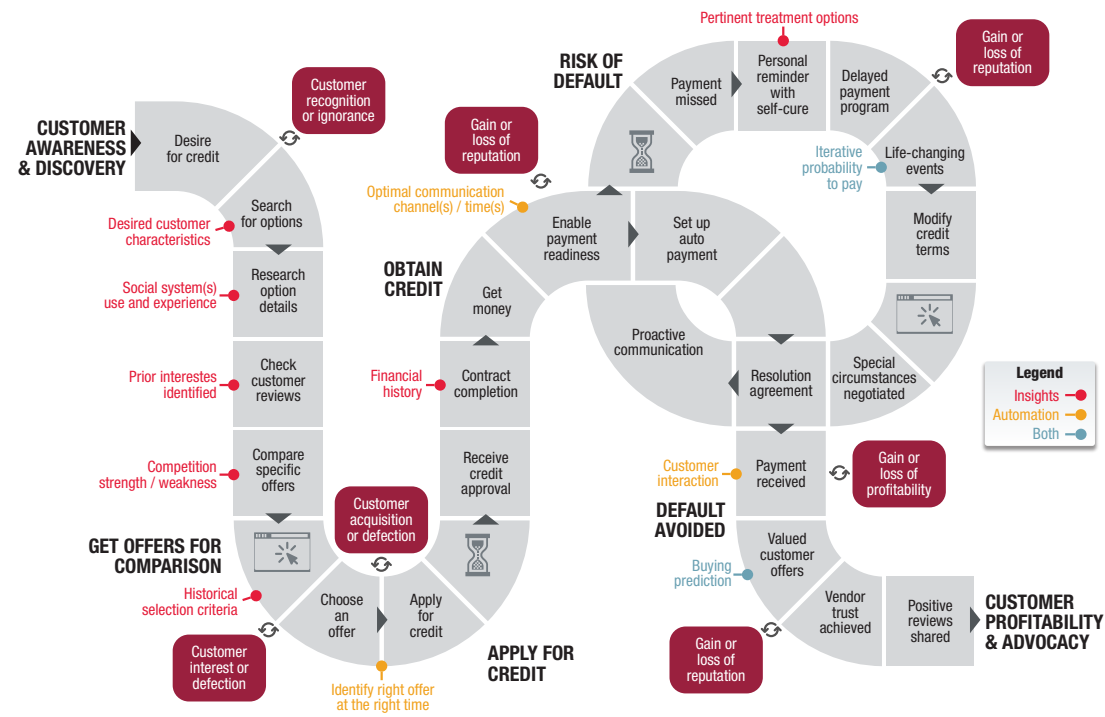 CUSTOMER
AWARENESS
& DISCOVERY
Desire
for credit
Customer
recognition
or ignorance
Search
for options
Desired customer
characteristics
Research
option
details
Social system(s)
use and experience
Check
customer
reviews
Prior interestes
identified
Compare
specific
offers
Competition
strength / weakness
GET OFFERS FOR
COMPARISON
Historical
selection criteria
Customer
interest or
defection
Choose
an
offer
Identify right offer
at the right time
Customer
acquisition
or defection
Apply
for
credit
APPLY FOR
CREDIT
Receive
credit
approval
Contract
completion
Financial
history
Get
money
OBTAIN
CREDIT
Optimal communication
channel(s) / time(s)
Gain or
loss of
reputation
Enable
payment
readiness
Set up
auto
payment
RISK OF
DEFAULT
Payment
missed
Pertinent treatment options
Personal
reminder
with
self-cure
Delayed
payment
program
Gain or
loss of
reputation
Iterative
probability
to pay
Life-changing
events
Modify
credit
terms
Special
circumstances
negotiated
Proactive
communication
Resolution
agreement
Customer
interaction
Payment
received
Gain or
loss of
profitability
DEFAULT
AVOIDED
Valued
customer
offers
Buying
prediction
Gain or
loss of
reputation
Vendor
trust
achieved
Positive
reviews
shared
CUSTOMER
PROFITABILITY
& ADVOCACY
Legend
Insights
Automation
Both